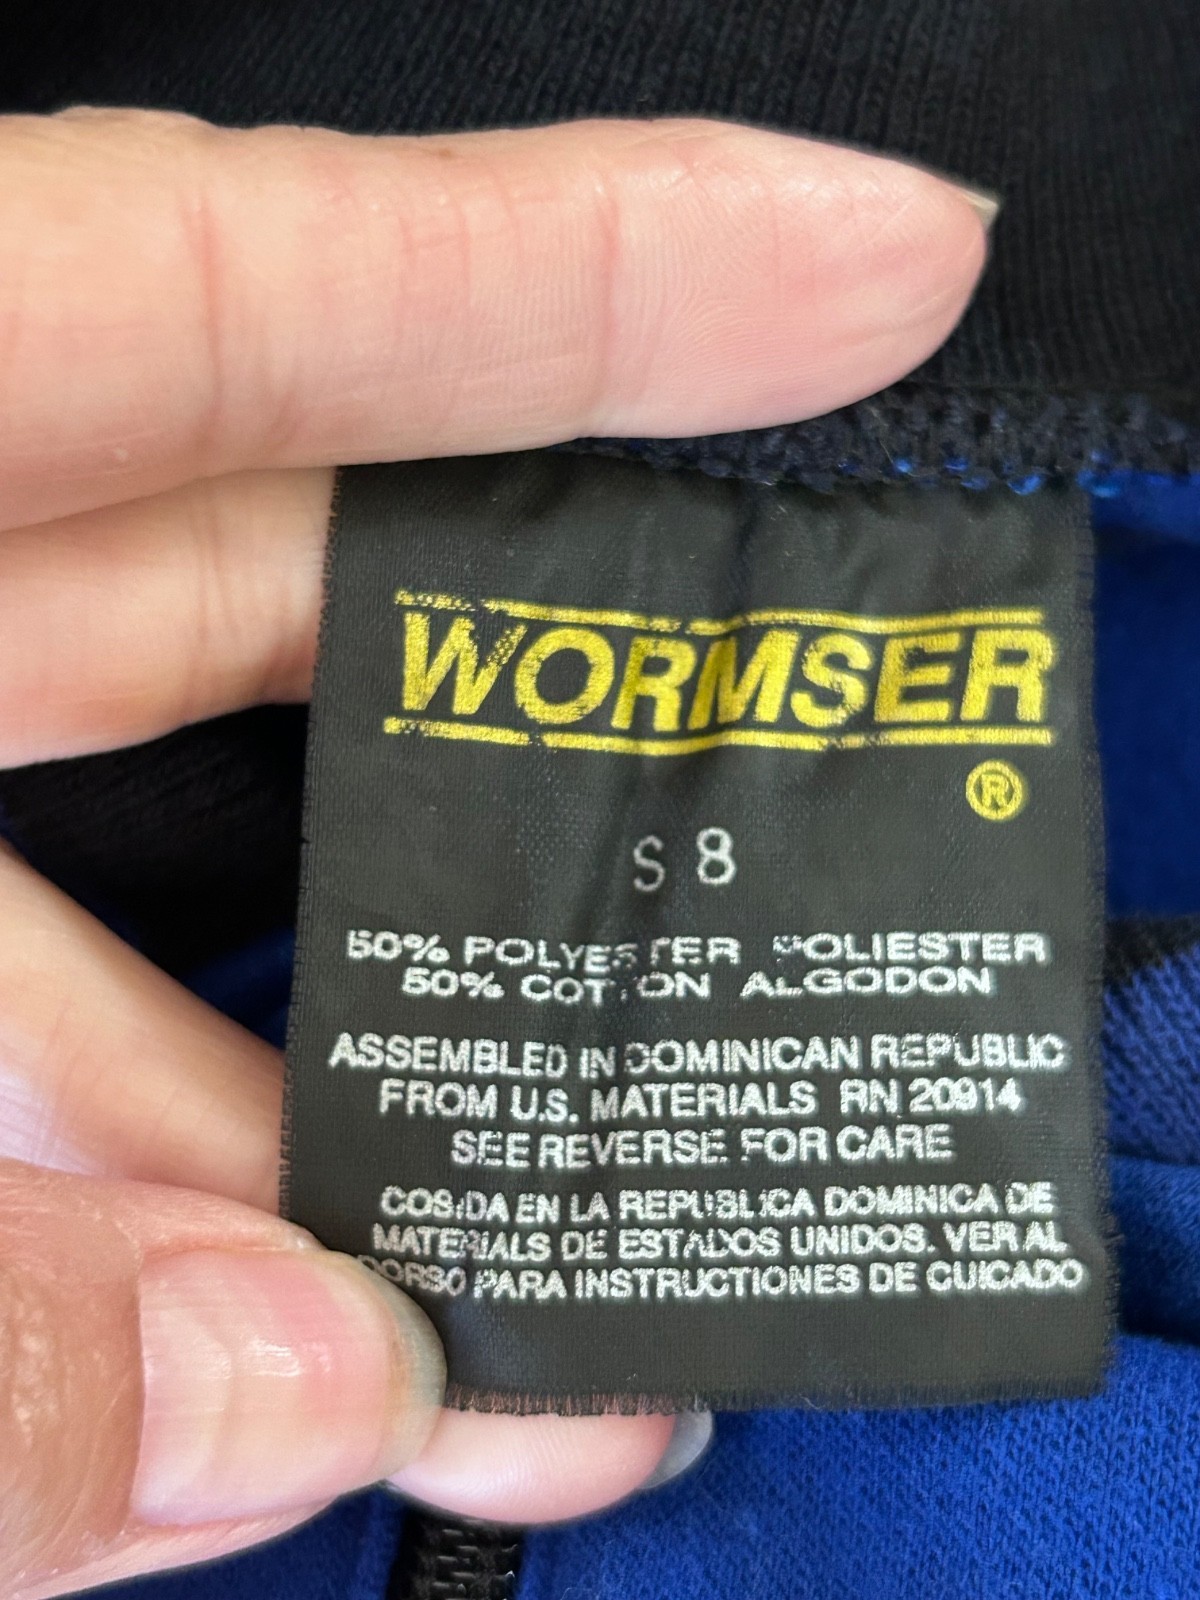 WORMSER
®
S 8
50% POLYESTER POLIESTER
50% COTTON ALGODON
ASSEMBLED IN DOMINICAN REPUBLIC
FROM U.S. MATERIALS RN 20914
SEE REVERSE FOR CARE
COSIDA EN LA REPUBLICA DOMINICA DE
MATERIALS DE ESTADOS UNIDOS. VER AL
DORSO PARA INSTRUCTIONES DE CUICADO